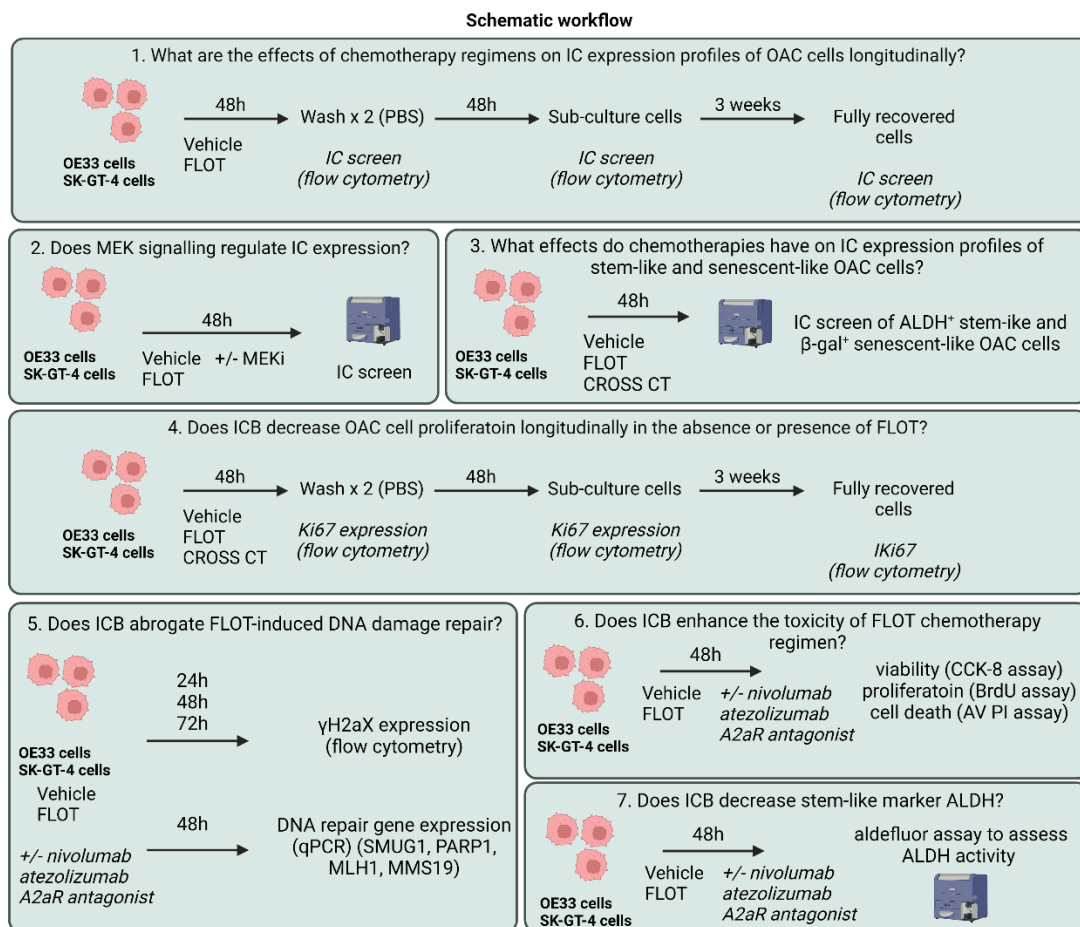 Schematic workflow
1. What are the effects of chemotherapy regimens on IC expression profiles of OAC cells longitudinally?
48h
48h
3 weeks
Wash x 2 (PBS)
Sub-culture cells
Fully recovered
cells
Vehicle
FLOT
OE33 cells
SK-GT-4 cells
IC screen
(flow cytometry)
IC screen
(flow cytometry)
IC screen
(flow cytometry)
2. Does MEK signalling regulate IC expression?
48h
OE33 cells
SK-GT-4 cells
Vehicle +/- MEKi
FLOT
IC screen
3. What effects do chemotherapies have on IC expression profiles of
stem-like and senescent-like OAC cells?
48h
OE33 cells
SK-GT-4 cells
Vehicle
FLOT
CROSS CT
IC screen of ALDH⁺ stem-ike and
β-gal⁺ senescent-like OAC cells
4. Does ICB decrease OAC cell proliferatoin longitudinally in the absence or presence of FLOT?
48h
48h
3 weeks
Wash x 2 (PBS)
Sub-culture cells
Fully recovered
cells
OE33 cells
SK-GT-4 cells
Vehicle
FLOT
CROSS CT
Ki67 expression
(flow cytometry)
Ki67 expression
(flow cytometry)
IKi67
(flow cytometry)
5. Does ICB abrogate FLOT-induced DNA damage repair?
24h
48h
72h
γH2aX expression
(flow cytometry)
OE33 cells
SK-GT-4 cells
Vehicle
FLOT
+/- nivolumab
atezolizumab
A2aR antagonist
48h
DNA repair gene expression
(qPCR) (SMUG1, PARP1,
MLH1, MMS19)
6. Does ICB enhance the toxicity of FLOT chemotherapy
regimen?
48h
OE33 cells
SK-GT-4 cells
Vehicle
FLOT
+/- nivolumab
atezolizumab
A2aR antagonist
viability (CCK-8 assay)
proliferatoin (BrdU assay)
cell death (AV PI assay)
7. Does ICB decrease stem-like marker ALDH?
48h
OE33 cells
SK-GT-4 cells
Vehicle
FLOT
+/- nivolumab
atezolizumab
A2aR antagonist
aldefluor assay to assess
ALDH activity